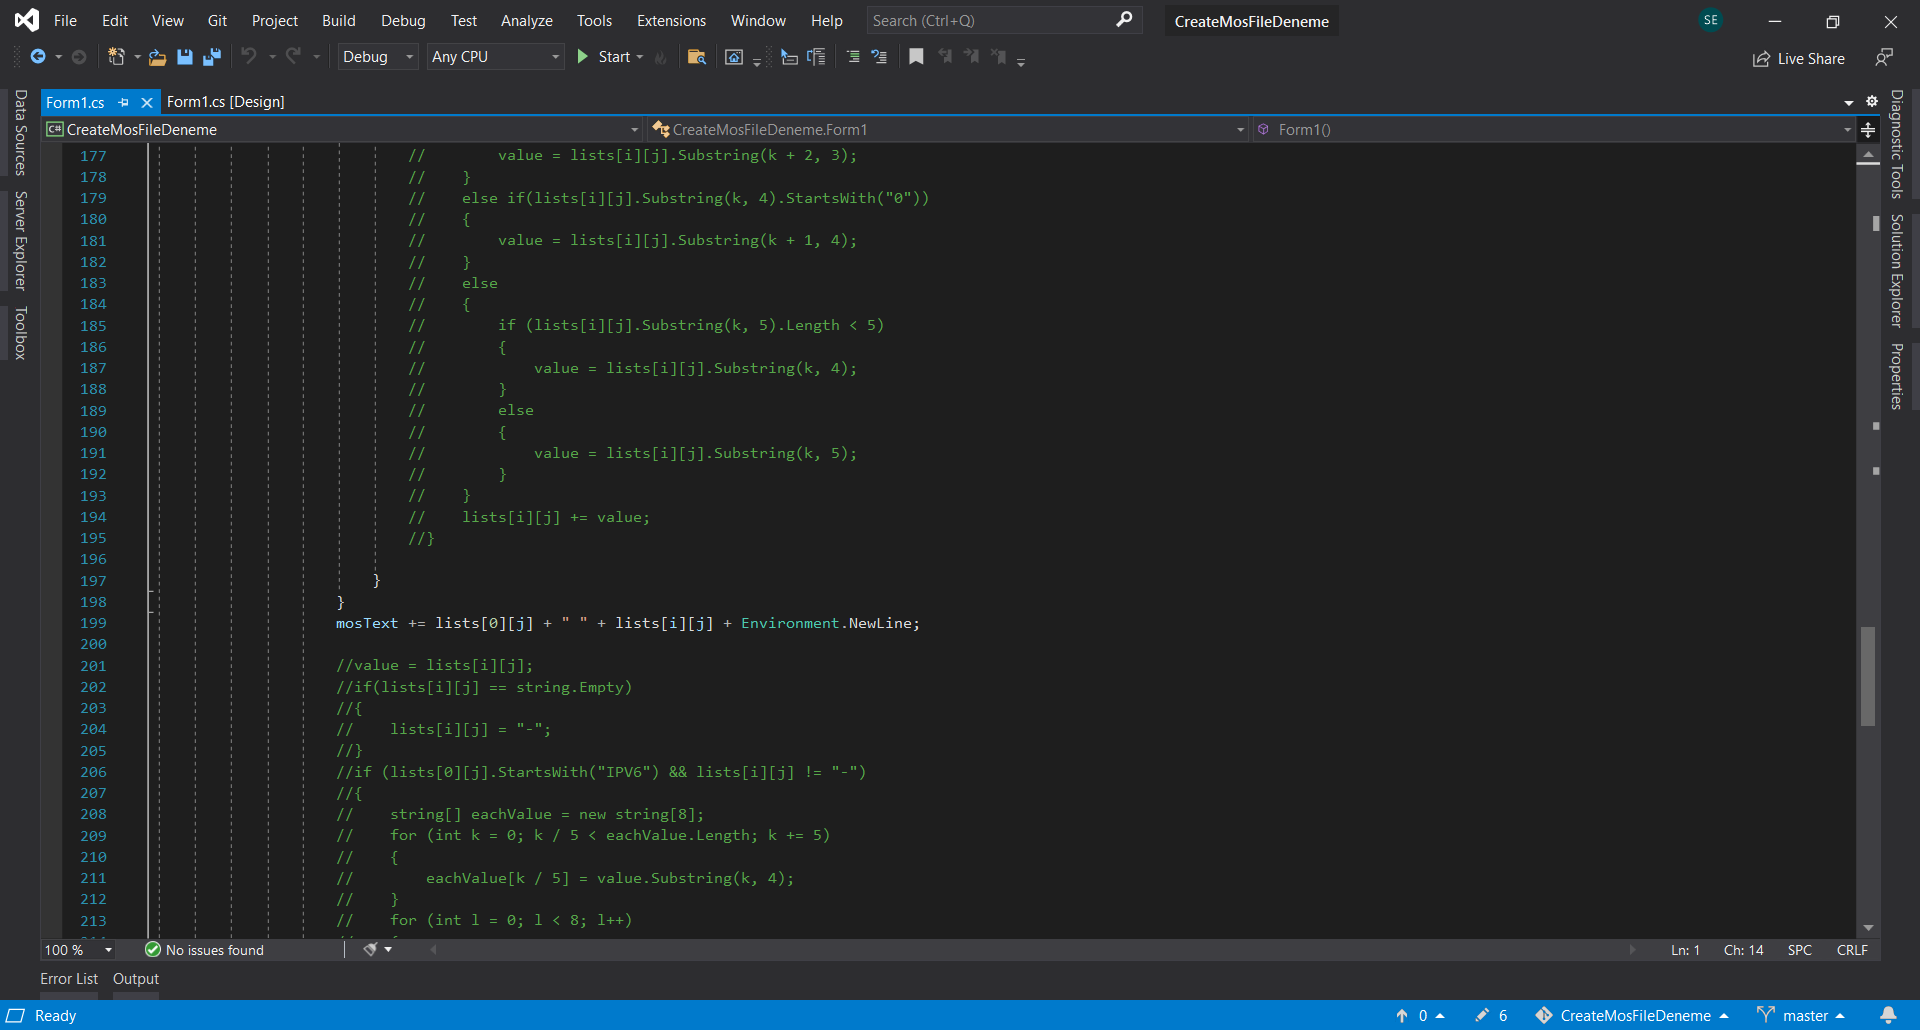 File Edit View Git Project Build Debug Test Analyze Tools Extensions Window Help Search (Ctrl+Q) CreateMosFileDeneme SE
Debug Any CPU Start Live Share
Form1.cs Form1.cs [Design]
C# CreateMosFileDeneme CreateMosFileDeneme.Form1 Form1()
Data Sources
Server Explorer
Toolbox
177 // value = lists[i][j].Substring(k + 2, 3);
178 // }
179 // else if(lists[i][j].Substring(k, 4).StartsWith("0"))
180 // {
181 // value = lists[i][j].Substring(k + 1, 4);
182 // }
183 // else
184 // {
185 // if (lists[i][j].Substring(k, 5).Length < 5)
186 // {
187 // value = lists[i][j].Substring(k, 4);
188 // }
189 // else
190 // {
191 // value = lists[i][j].Substring(k, 5);
192 // }
193 // }
194 // lists[i][j] += value;
195 //}
196
197 }
198 }
199 mosText += lists[0][j] + " " + lists[i][j] + Environment.NewLine;
200
201 //value = lists[i][j];
202 //if(lists[i][j] == string.Empty)
203 //{
204 // lists[i][j] = "-";
205 //}
206 //if (lists[0][j].StartsWith("IPV6") && lists[i][j] != "-")
207 //{
208 // string[] eachValue = new string[8];
209 // for (int k = 0; k / 5 < eachValue.Length; k += 5)
210 // {
211 // eachValue[k / 5] = value.Substring(k, 4);
212 // }
213 // for (int l = 0; l < 8; l++)
Diagnostic Tools
Solution Explorer
Properties
100 % No issues found Ln: 1 Ch: 14 SPC CRLF
Error List Output
Ready 0 6 CreateMosFileDeneme master